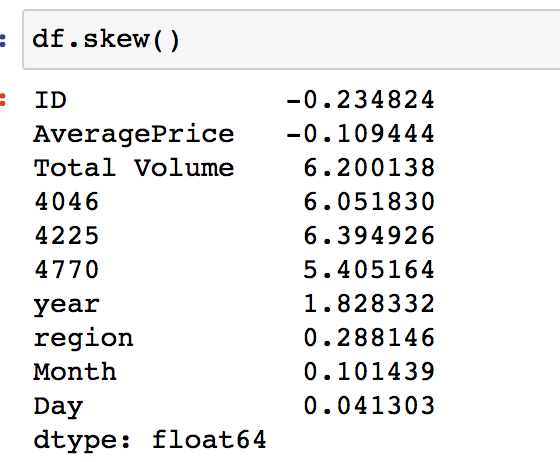 df.skew()
ID -0.234824
AveragePrice -0.109444
Total Volume 6.200138
4046 6.051830
4225 6.394926
4770 5.405164
year 1.828332
region 0.288146
Month 0.101439
Day 0.041303
dtype: float64